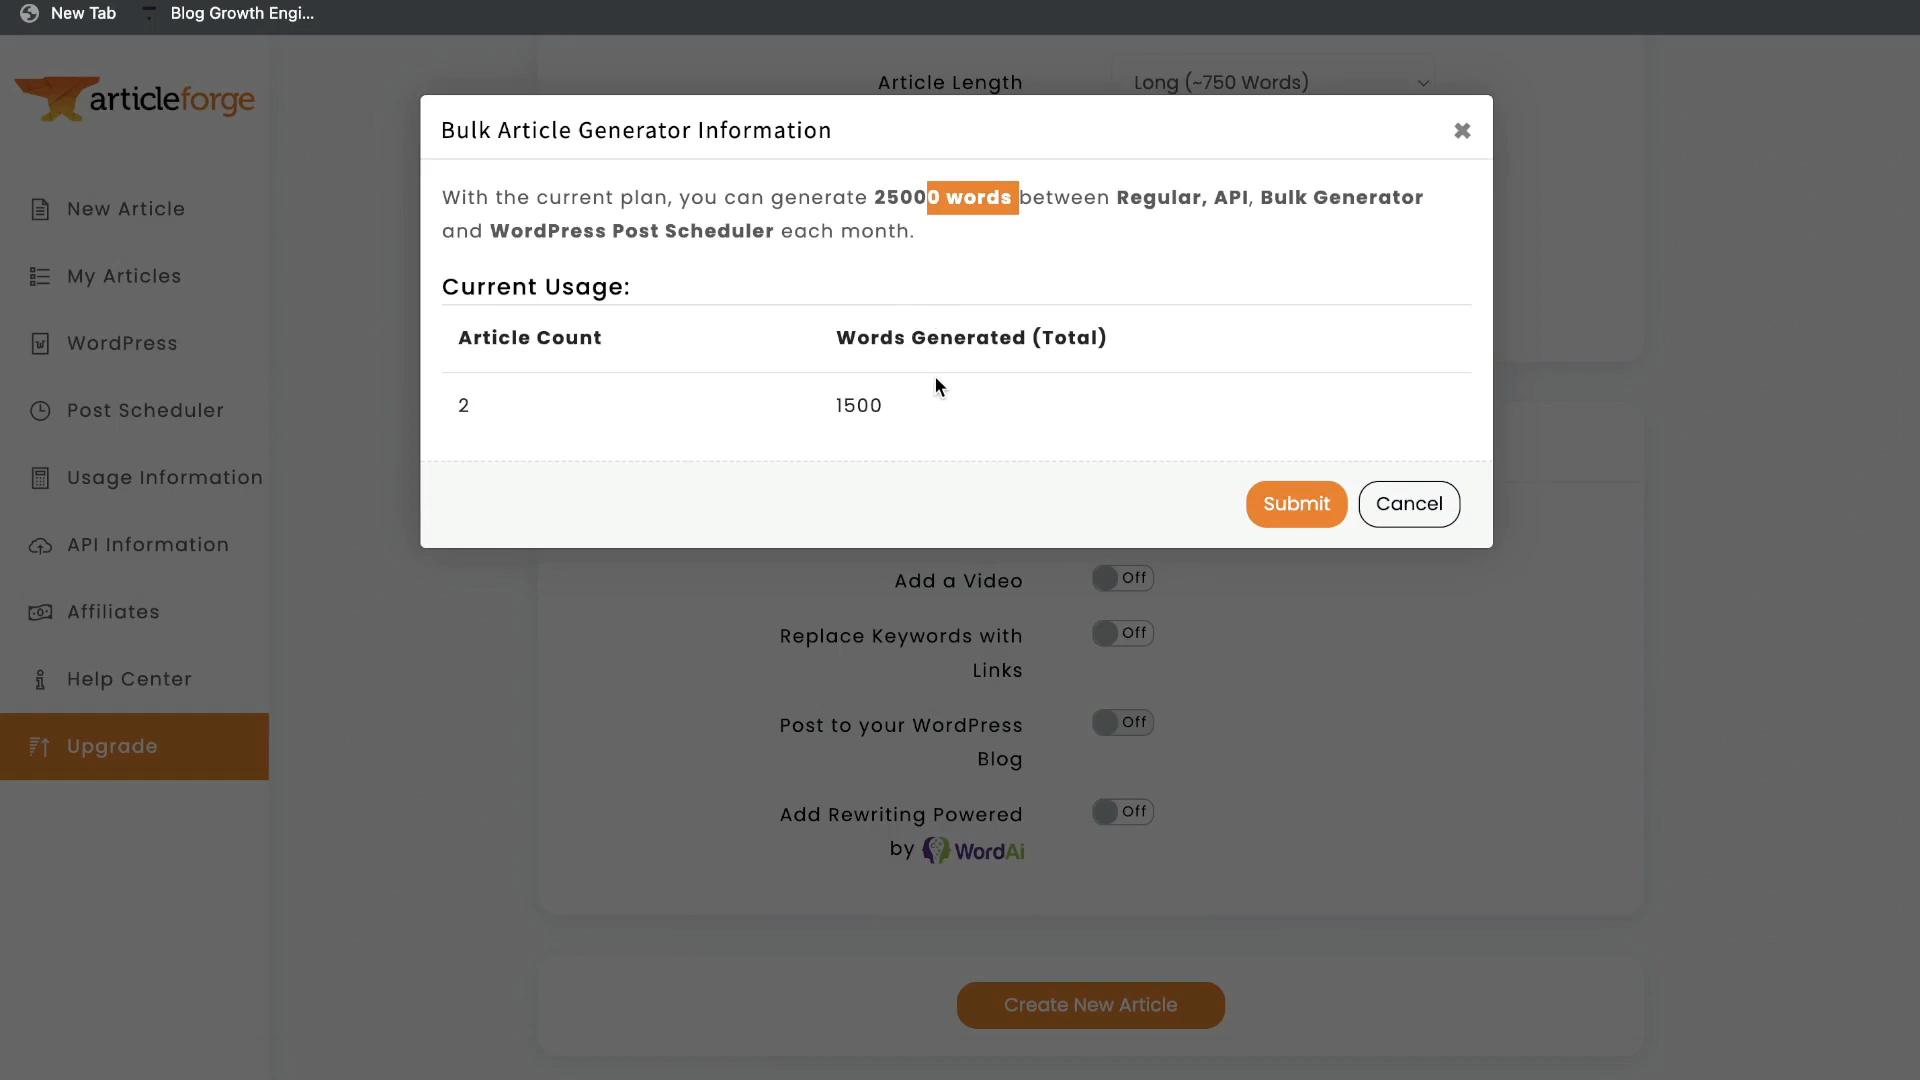 New Tab
Blog Growth Engi...
articleforge
Article Length
Long (~750 Words)
Bulk Article Generator Information
With the current plan, you can generate 25000 words between Regular, API, Bulk Generator
and WordPress Post Scheduler each month.
Current Usage:
Article Count
Words Generated (Total)
2
1500
Submit
Cancel
New Article
My Articles
WordPress
Post Scheduler
Usage Information
API Information
Affiliates
Help Center
Upgrade
Add a Video
Off
Replace Keywords with
Links
Off
Post to your WordPress
Blog
Off
Add Rewriting Powered
by WordAi
Off
Create New Article